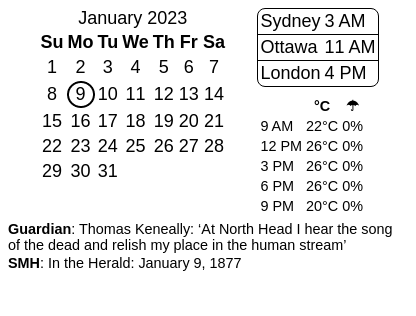 January 2023
Su Mo Tu We Th Fr Sa
1 2 3 4 5 6 7
8 9 10 11 12 13 14
15 16 17 18 19 20 21
22 23 24 25 26 27 28
29 30 31
Sydney 3 AM
Ottawa 11 AM
London 4 PM
°C ☂
9 AM 22°C 0%
12 PM 26°C 0%
3 PM 26°C 0%
6 PM 26°C 0%
9 PM 20°C 0%
Guardian: Thomas Keneally: ‘At North Head I hear the song
of the dead and relish my place in the human stream’
SMH: In the Herald: January 9, 1877